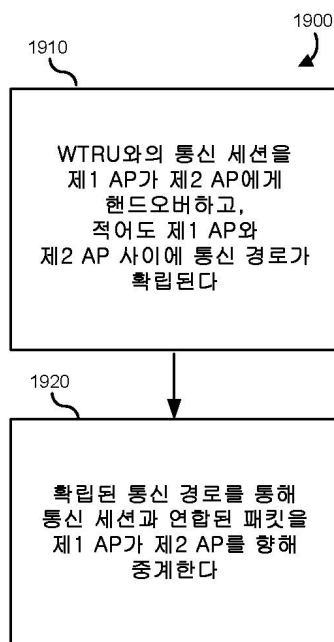 1900
1910
WTRU와의 통신 세션을
제1 AP가 제2 AP에게
핸드오버하고,
적어도 제1 AP와
제2 AP 사이에 통신 경로가
확립된다
1920
확립된 통신 경로를 통해
통신 세션과 연합된 패킷을
제1 AP가 제2 AP를 향해
중계한다